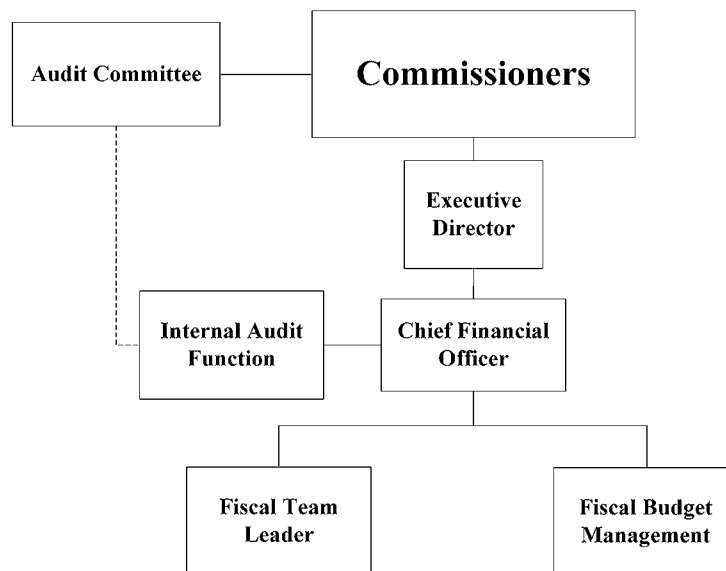 Audit Committee
Commissioners
Executive
Director
Internal Audit
Function
Chief Financial
Officer
Fiscal Team
Leader
Fiscal Budget
Management